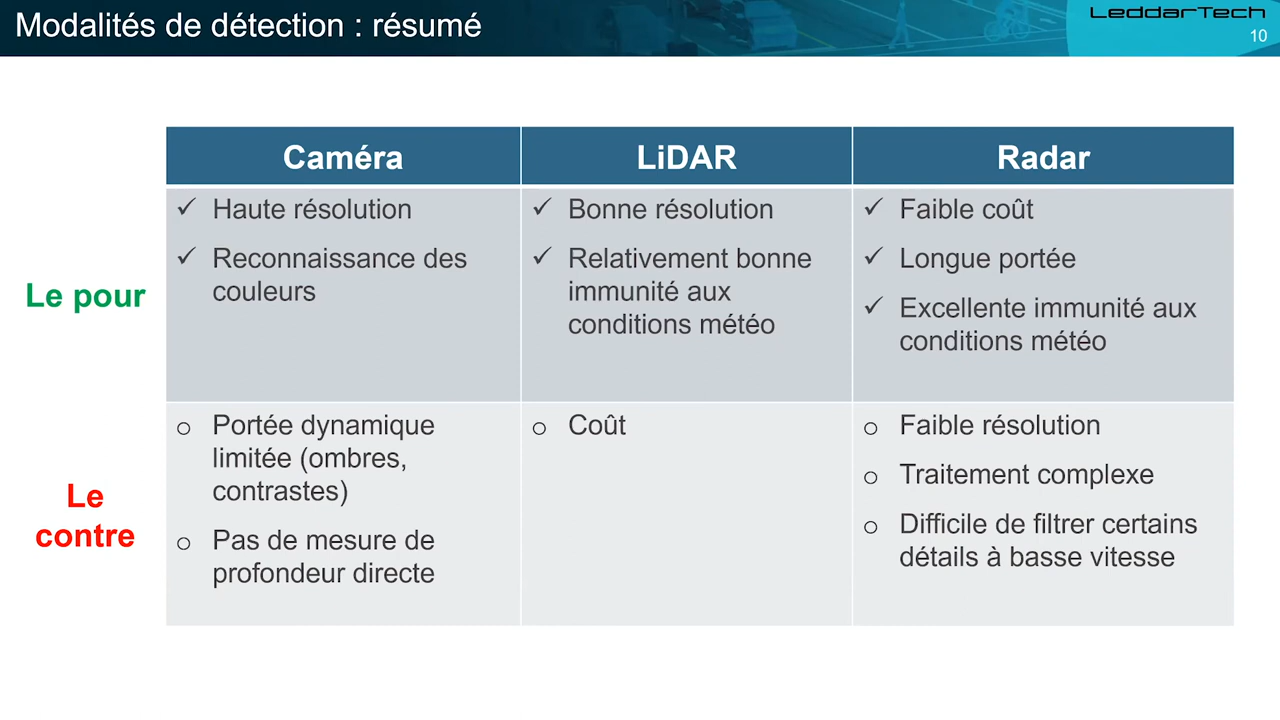 Modalités de détection : résumé
LeddarTech
10
Caméra
LiDAR
Radar
Le pour
✓ Haute résolution
✓ Reconnaissance des
couleurs
✓ Bonne résolution
✓ Relativement bonne
immunité aux
conditions météo
✓ Faible coût
✓ Longue portée
✓ Excellente immunité aux
conditions météo
Le
contre
o Portée dynamique
limitée (ombres,
contrastes)
o Pas de mesure de
profondeur directe
o Coût
o Faible résolution
o Traitement complexe
o Difficile de filtrer certains
détails à basse vitesse